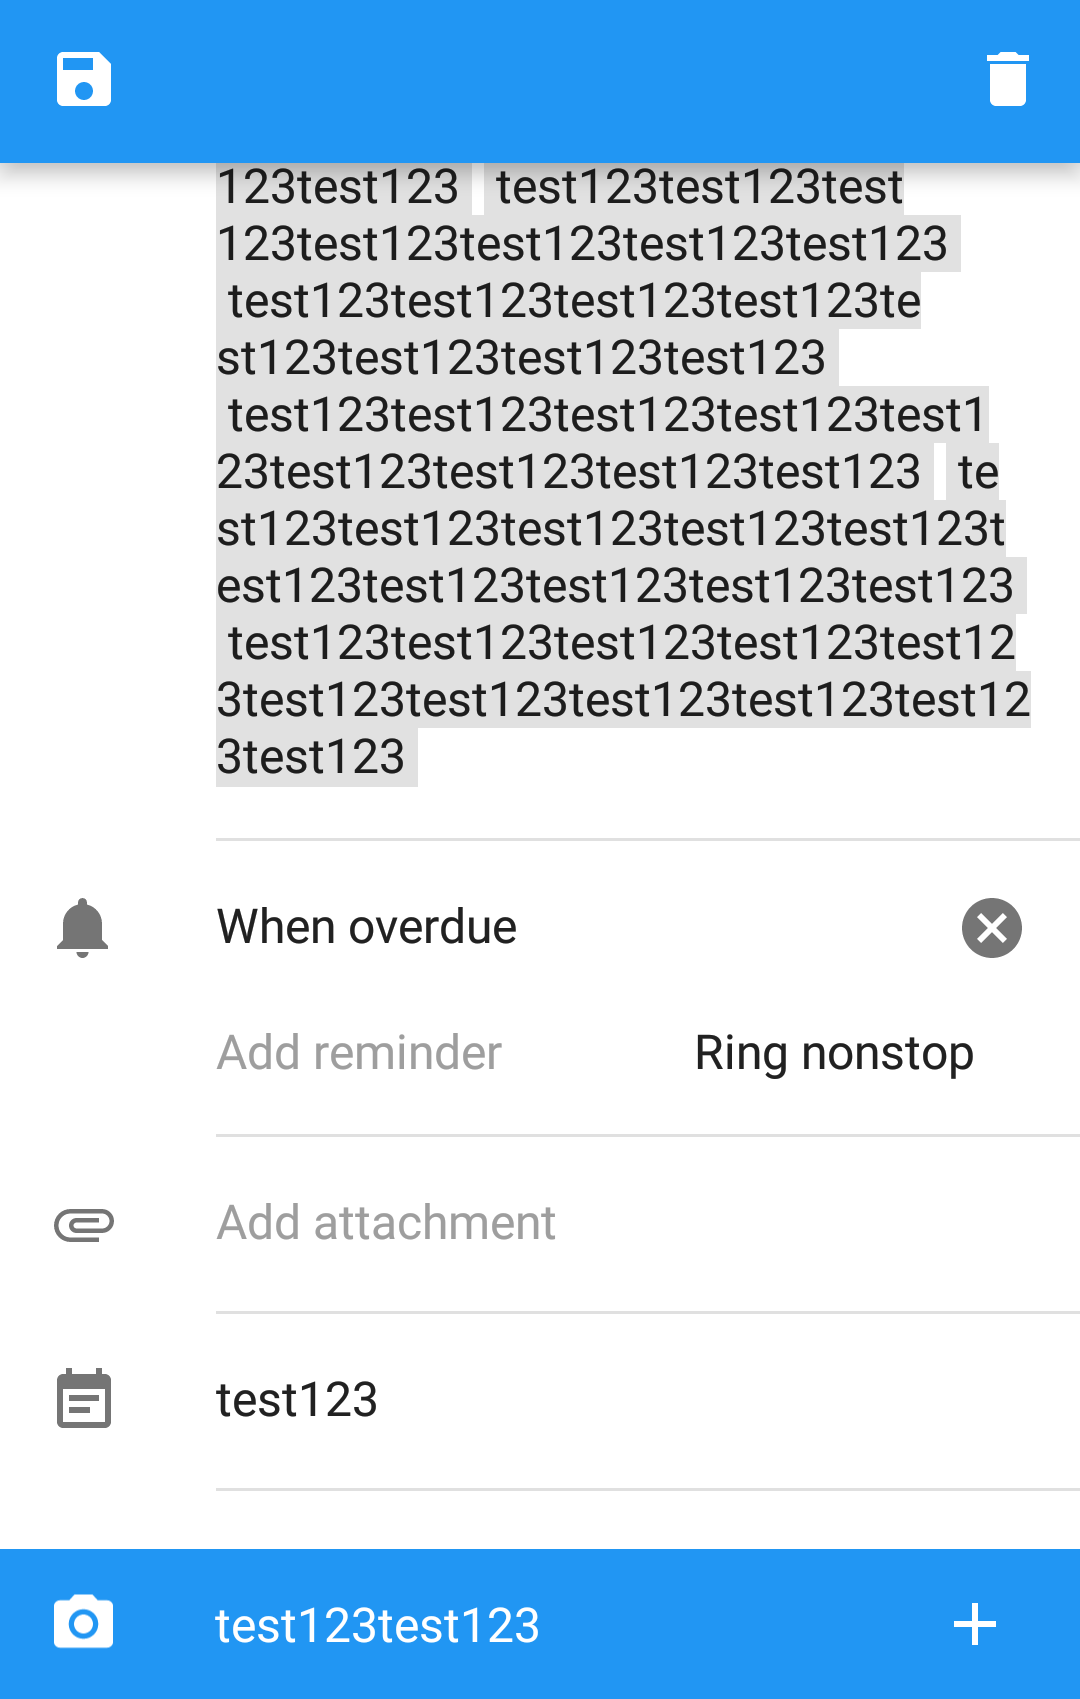 123test123 test123test123test
123test123test123test123test123
test123test123test123test123te
st123test123test123test123
test123test123test123test123test1
23test123test123test123test123 te
st123test123test123test123test123t
est123test123test123test123test123
test123test123test123test123test12
3test123test123test123test123test12
3test123
When overdue
Add reminder Ring nonstop
Add attachment
test123
test123test123